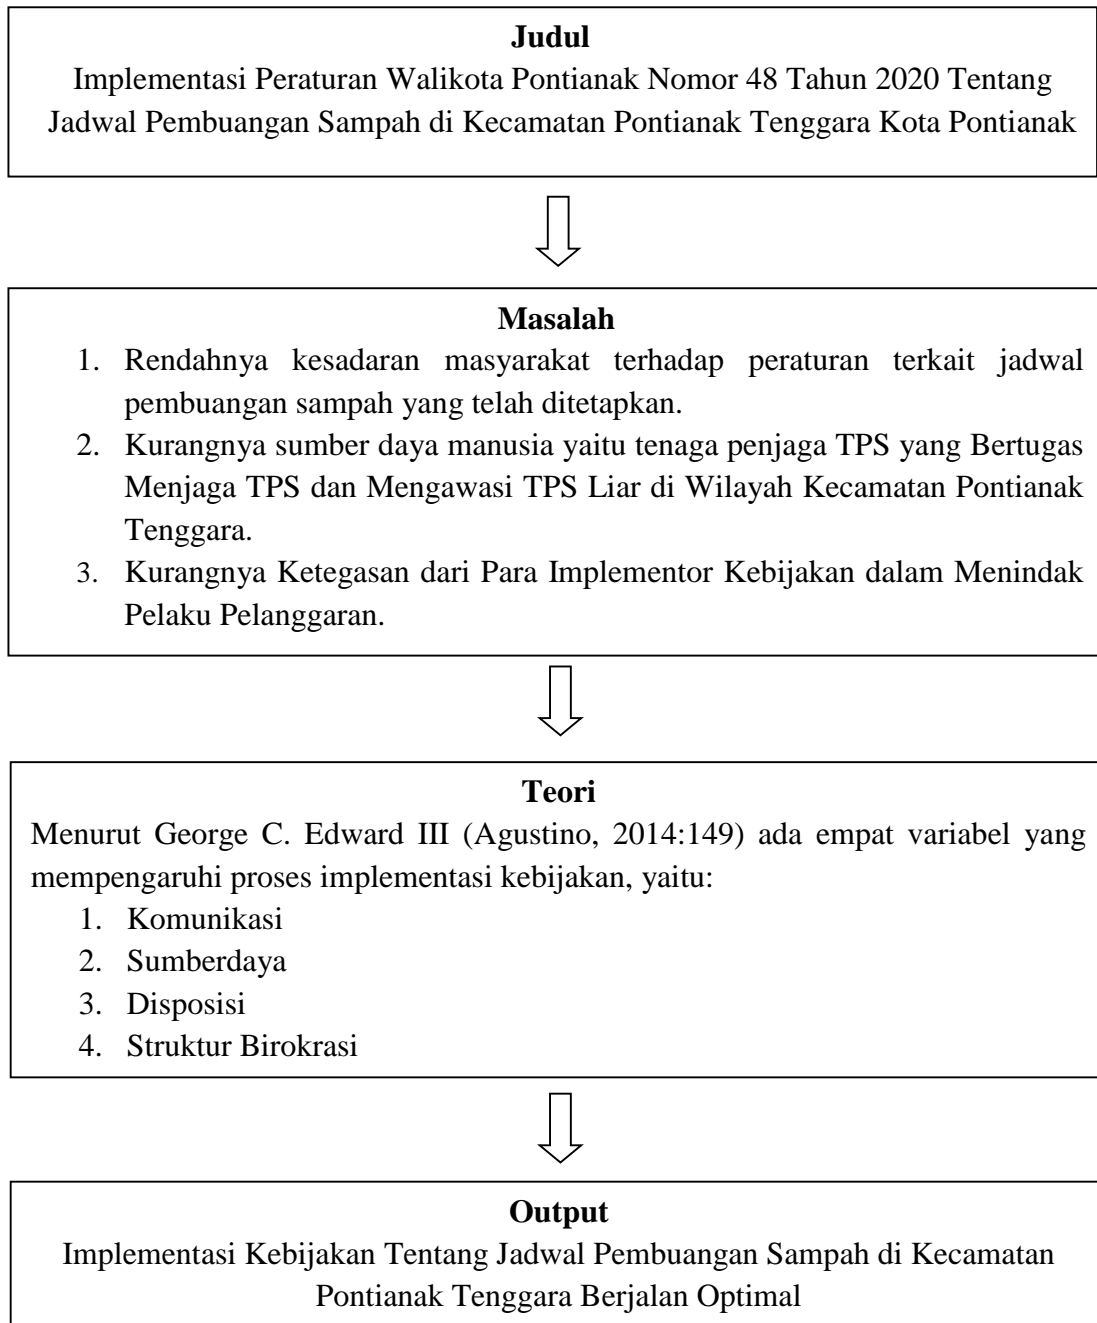 Judul
Implementasi Peraturan Walikota Pontianak Nomor 48 Tahun 2020 Tentang
Jadwal Pembuangan Sampah di Kecamatan Pontianak Tenggara Kota Pontianak
Masalah
1. Rendahnya kesadaran masyarakat terhadap peraturan terkait jadwal
pembuangan sampah yang telah ditetapkan.
2. Kurangnya sumber daya manusia yaitu tenaga penjaga TPS yang Bertugas
Menjaga TPS dan Mengawasi TPS Liar di Wilayah Kecamatan Pontianak
Tenggara.
3. Kurangnya Ketegasan dari Para Implementor Kebijakan dalam Menindak
Pelaku Pelanggaran.
Teori
Menurut George C. Edward III (Agustino, 2014:149) ada empat variabel yang
mempengaruhi proses implementasi kebijakan, yaitu:
1. Komunikasi
2. Sumberdaya
3. Disposisi
4. Struktur Birokrasi
Output
Implementasi Kebijakan Tentang Jadwal Pembuangan Sampah di Kecamatan
Pontianak Tenggara Berjalan Optimal